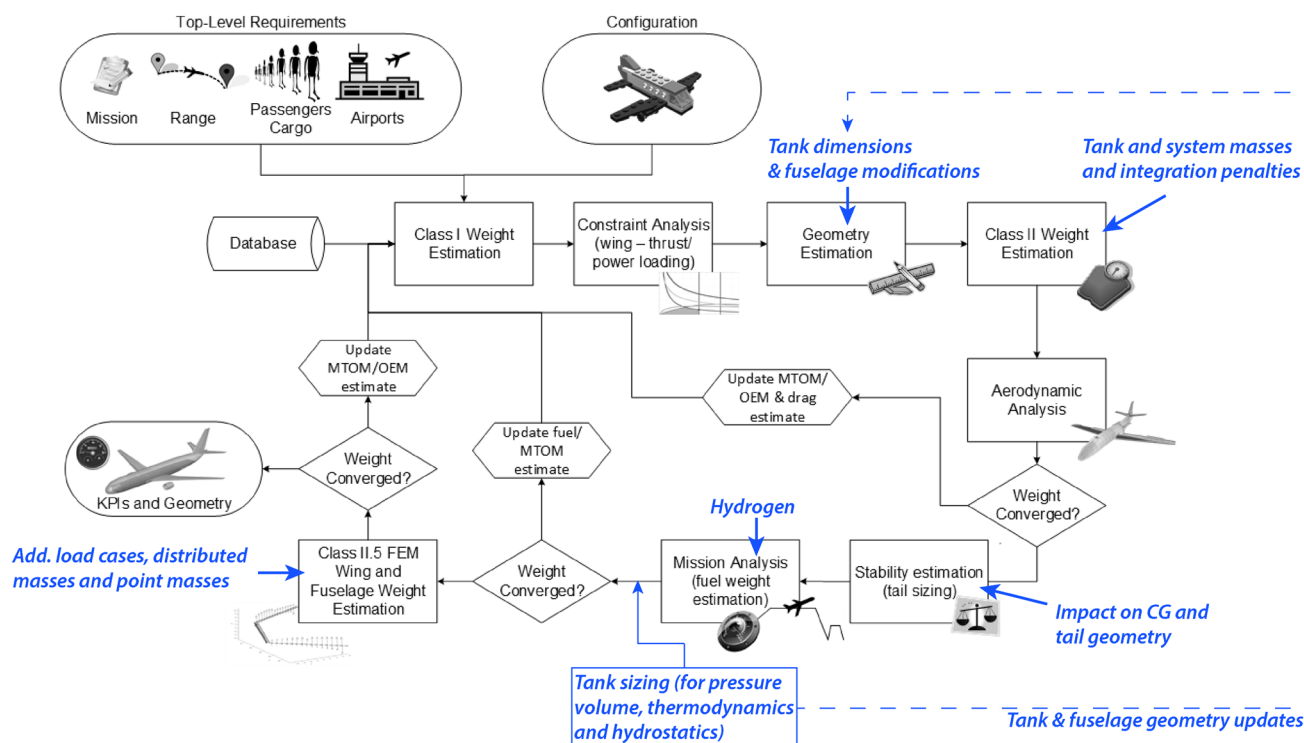 Top-Level Requirements
Configuration
Mission
Range
Passengers
Cargo
Airports
Tank dimensions
& fuselage modifications
Tank and system masses
and integration penalties
Database
Class I Weight
Estimation
Constraint Analysis
(wing – thrust/
power loading)
Geometry
Estimation
Class II Weight
Estimation
Update
MTOM/OEM
estimate
Update MTOM/
OEM & drag
estimate
Aerodynamic
Analysis
Update fuel/
MTOM
estimate
KPIs and Geometry
Weight
Converged?
Weight
Converged?
Hydrogen
Add. load cases, distributed
masses and point masses
Class II.5 FEM
Wing and
Fuselage Weight
Estimation
Weight
Converged?
Mission Analysis
(fuel weight
estimation)
Stability estimation
(tail sizing)
Impact on CG and
tail geometry
Tank sizing (for pressure
volume, thermodynamics
and hydrostatics)
Tank & fuselage geometry updates